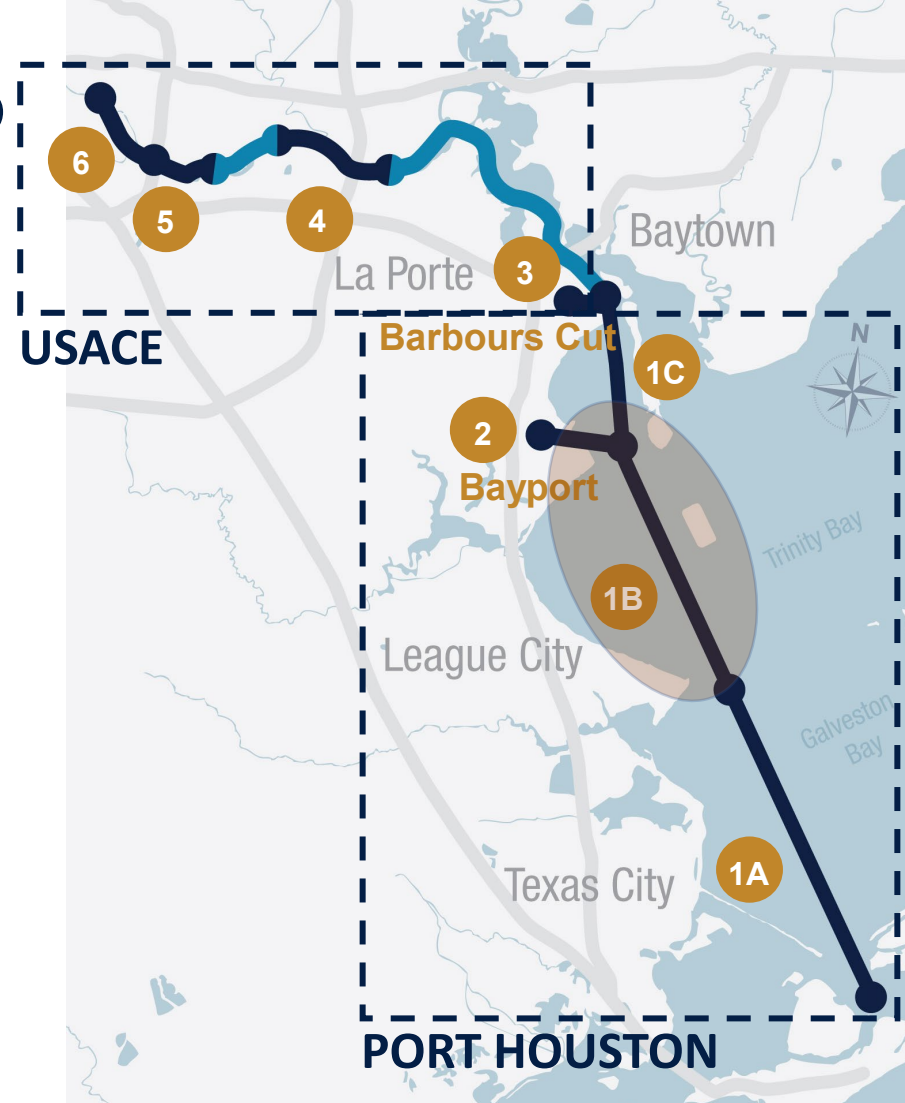 6
5
4
3
Baytown
La Porte
USACE
Barbours Cut
N
1C
2
Bayport
Trinity Bay
1B
League City
Galveston
Bay
1A
Texas City
PORT HOUSTON